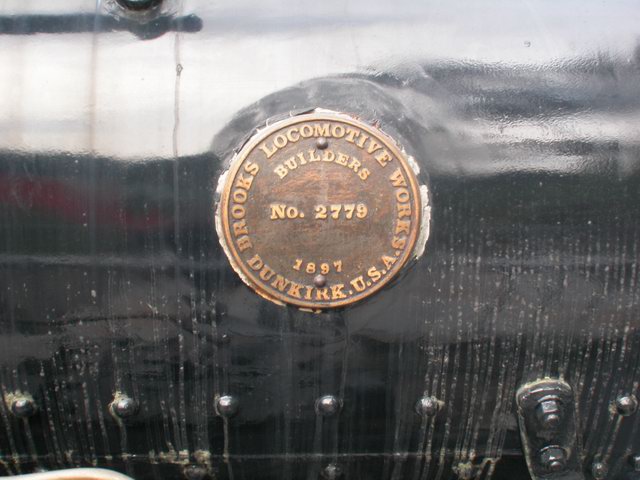 BROOKS LOCOMOTIVE WORKS
BUILDERS
No. 2779
1897
DUNKIRK. U.S.A.